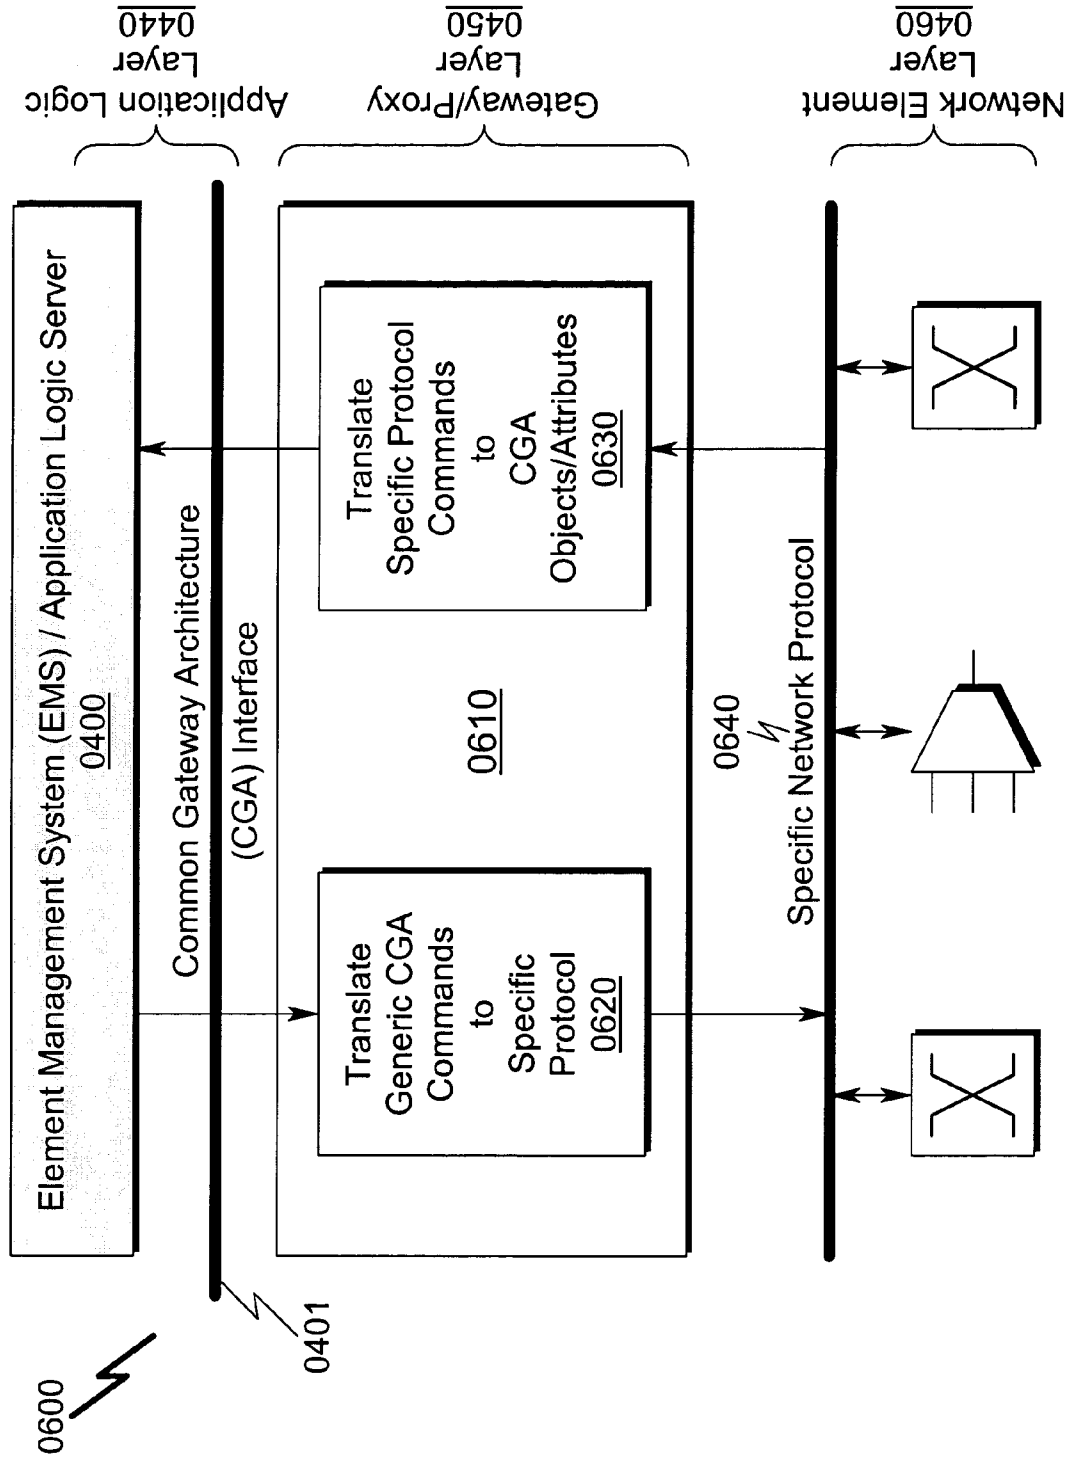 0600
0401
Element Management System (EMS) / Application Logic Server
0400
Common Gateway Architecture
(CGA) Interface
Translate
Generic CGA
Commands
to
Specific
Protocol
0620
0610
Translate
Specific Protocol
Commands
to
CGA
Objects/Attributes
0630
0640
Specific Network Protocol
Application Logic
Layer
0440
Gateway/Proxy
Layer
0450
Network Element
Layer
0460